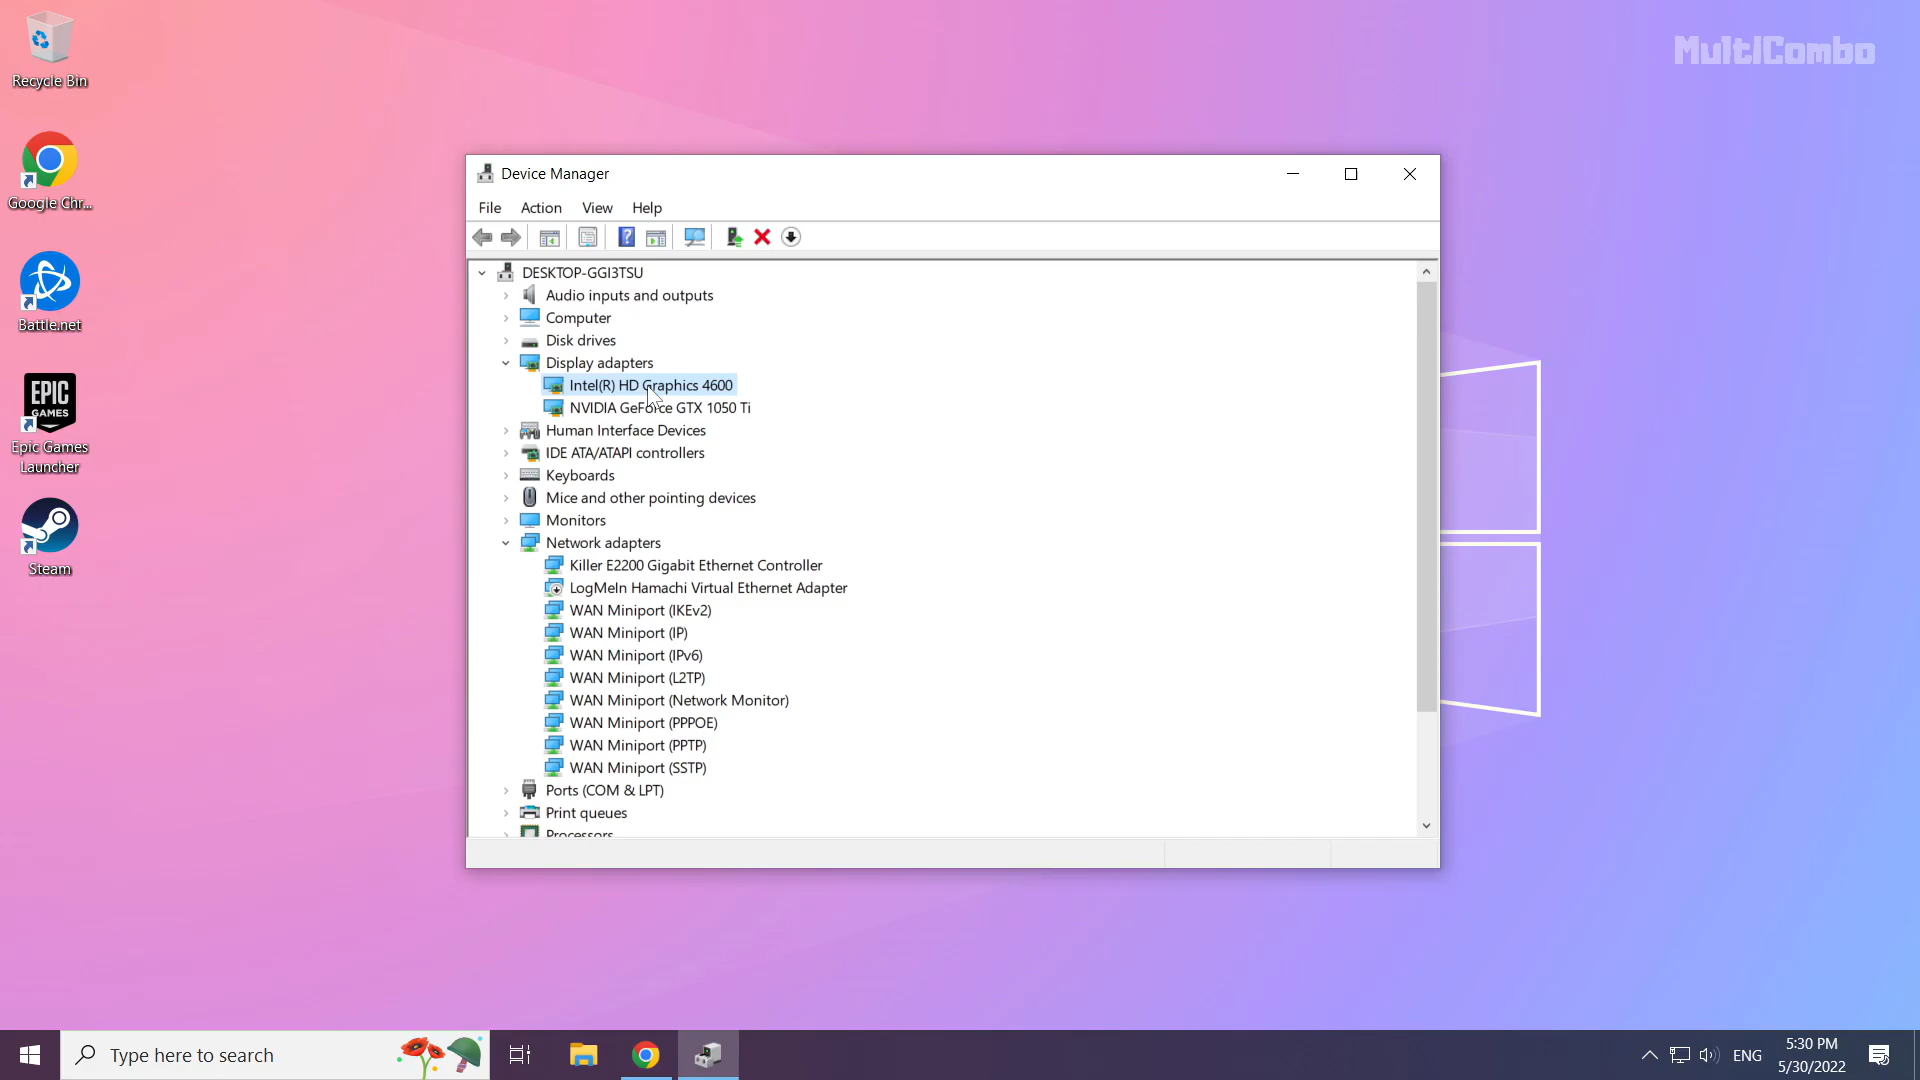 MultiCombo
Recycle Bin
Google Chr...
Battle.net
EPIC
GAMES
Epic Games
Launcher
Steam
Device Manager
File Action View Help
DESKTOP-GGI3TSU
Audio inputs and outputs
Computer
Disk drives
Display adapters
Intel(R) HD Graphics 4600
NVIDIA GeForce GTX 1050 Ti
Human Interface Devices
IDE ATA/ATAPI controllers
Keyboards
Mice and other pointing devices
Monitors
Network adapters
Killer E2200 Gigabit Ethernet Controller
LogMeIn Hamachi Virtual Ethernet Adapter
WAN Miniport (IKEv2)
WAN Miniport (IP)
WAN Miniport (IPv6)
WAN Miniport (L2TP)
WAN Miniport (Network Monitor)
WAN Miniport (PPPOE)
WAN Miniport (PPTP)
WAN Miniport (SSTP)
Ports (COM & LPT)
Print queues
Processors
Type here to search
ENG
5:30 PM
5/30/2022